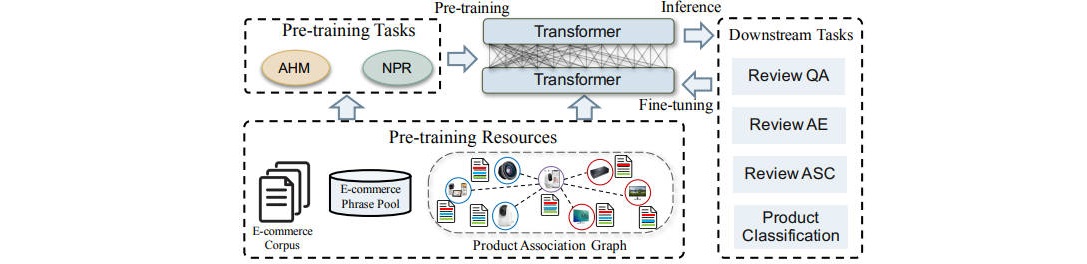 Pre-training Tasks
AHM
NPR
Pre-training
Transformer
Transformer
Inference
Fine-tuning
Downstream Tasks
Review QA
Review AE
Review ASC
Product
Classification
Pre-training Resources
E-commerce
Corpus
E-commerce
Phrase Pool
Product Association Graph